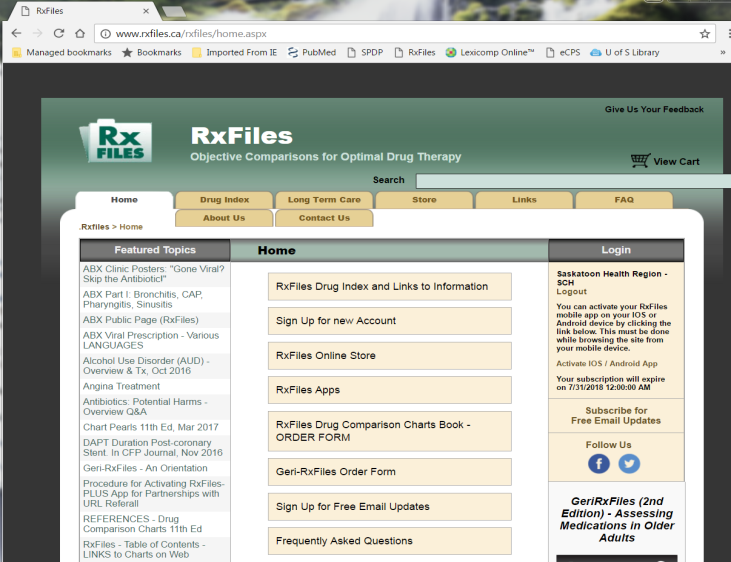 RxFiles
www.rxfiles.ca/rxfiles/home.aspx
Managed bookmarks Bookmarks Imported From IE PubMed SPDP RxFiles Lexicomp Online™ eCPS U of S Library »
Give Us Your Feedback
Rx
FILES
RxFiles
Objective Comparisons for Optimal Drug Therapy
View Cart
Search
Home Drug Index Long Term Care Store Links FAQ
About Us Contact Us
.Rxfiles > Home
Featured Topics
ABX Clinic Posters: "Gone Viral?
Skip the Antibiotic!"
ABX Part I: Bronchitis, CAP,
Pharyngitis, Sinusitis
ABX Public Page (RxFiles)
ABX Viral Prescription - Various
LANGUAGES
Alcohol Use Disorder (AUD) -
Overview & Tx, Oct 2016
Angina Treatment
Antibiotics: Potential Harms -
Overview Q&A
Chart Pearls 11th Ed, Mar 2017
DAPT Duration Post-coronary
Stent. In CFP Journal, Nov 2016
Geri-RxFiles - An Orientation
Procedure for Activating RxFiles-
PLUS App for Partnerships with
URL Referall
REFERENCES - Drug
Comparison Charts 11th Ed
RxFiles - Table of Contents -
LINKS to Charts on Web
Home
RxFiles Drug Index and Links to Information
Sign Up for new Account
RxFiles Online Store
RxFiles Apps
RxFiles Drug Comparison Charts Book -
ORDER FORM
Geri-RxFiles Order Form
Sign Up for Free Email Updates
Frequently Asked Questions
Login
Saskatoon Health Region -
SCH
Logout
You can activate your RxFiles
mobile app on your IOS or
Android device by clicking the
link below. This must be done
while browsing the site from
your mobile device.
Activate IOS / Android App
Your subscription will expire
on 7/31/2018 12:00:00 AM
Subscribe for
Free Email Updates
Follow Us
GeriRxFiles (2nd
Edition) - Assessing
Medications in Older
Adults